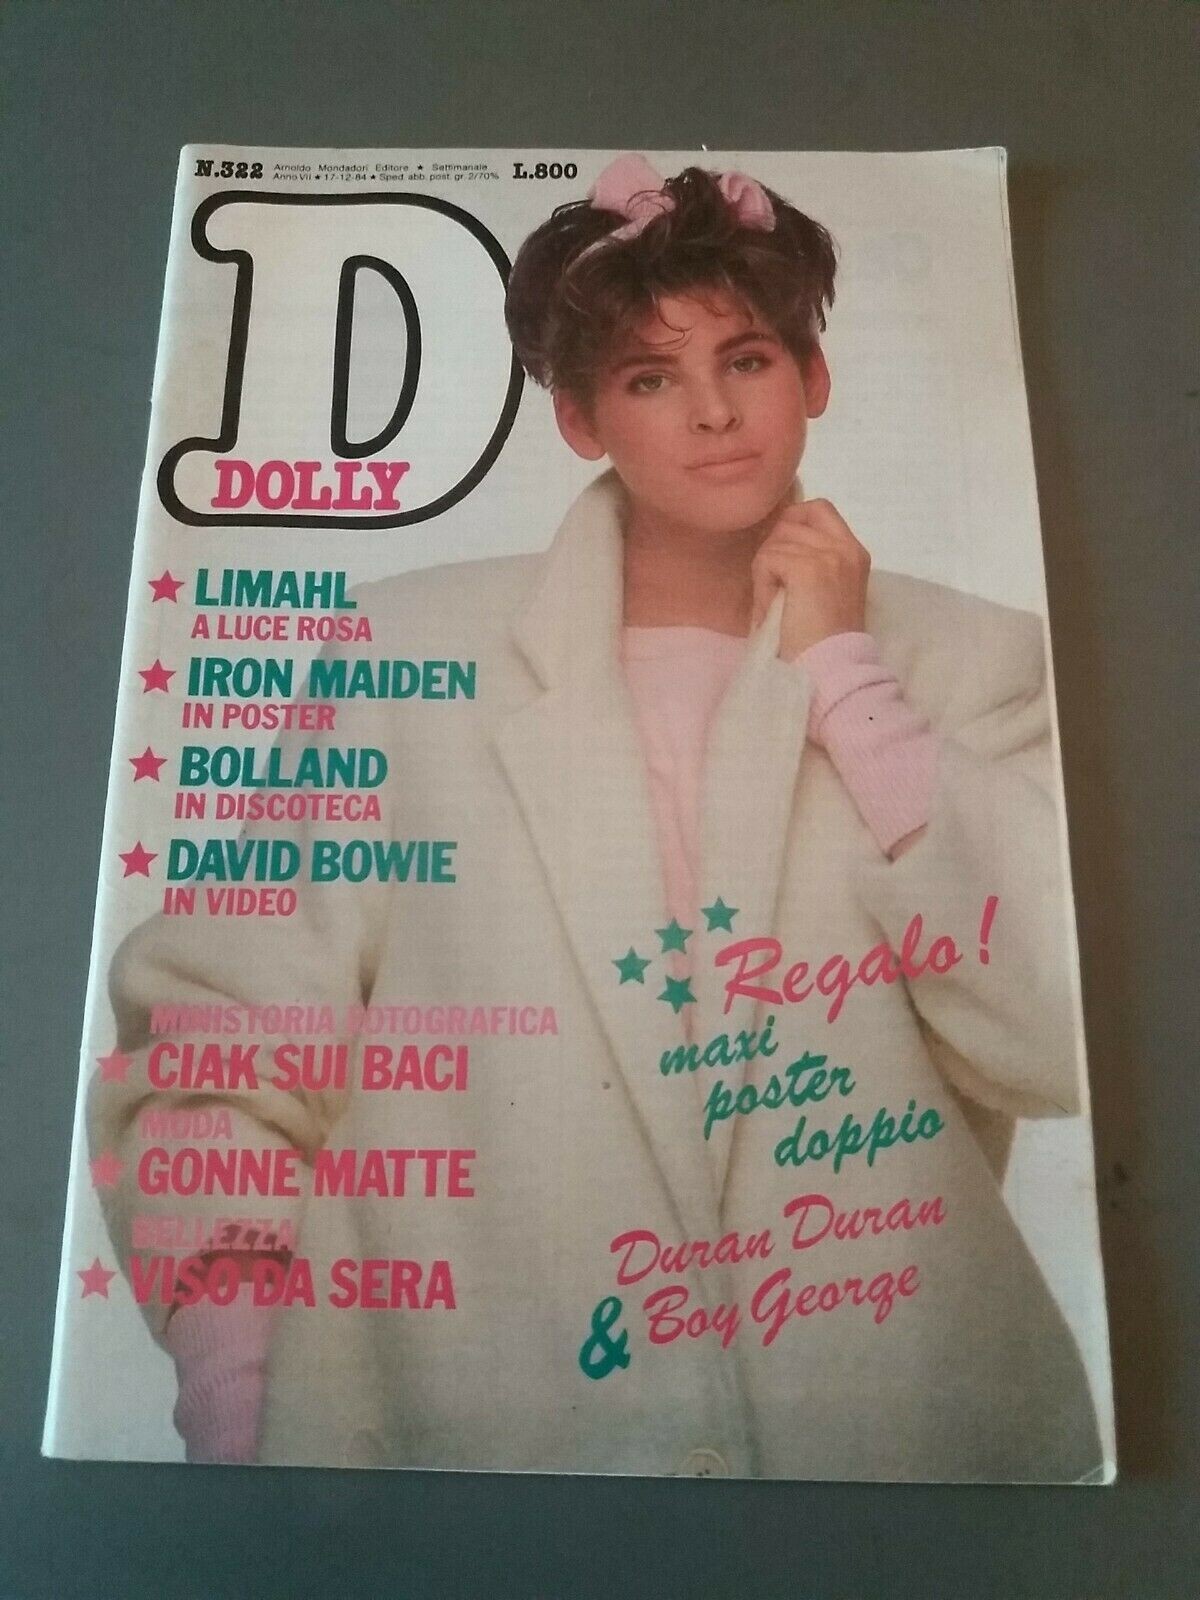 N.322 Arnoldo Mondadori Editore ★ Settimanale L.800
Anno VII ★ 17-12-84 ★ Sped. abb. post. gr. 2/70%
D
DOLLY
★ LIMAHL
A LUCE ROSA
★ IRON MAIDEN
IN POSTER
★ BOLLAND
IN DISCOTECA
★ DAVID BOWIE
IN VIDEO
MINISTORIA FOTOGRAFICA
★ CIAK SUI BACI
MODA
★ GONNE MATTE
BELLEZZA
★ VISO DA SERA
Regalo!
maxi
poster
doppio
Duran Duran
& Boy George